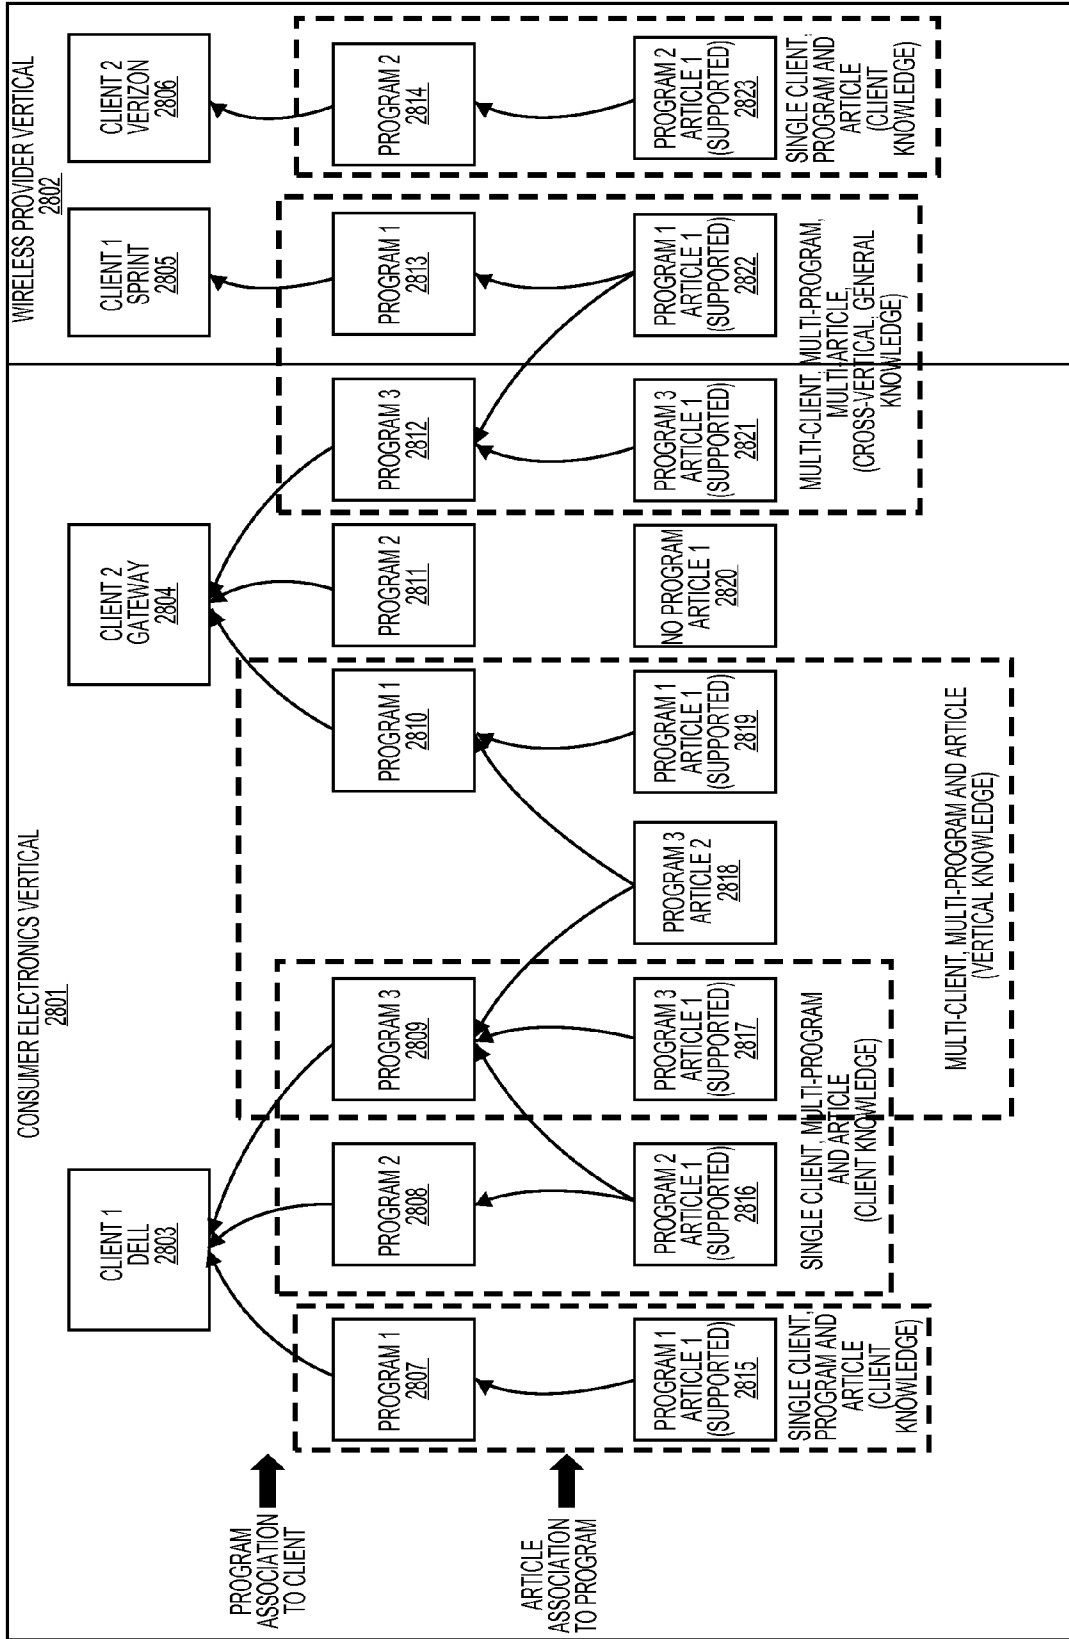 CONSUMER ELECTRONICS VERTICAL
2801
WIRELESS PROVIDER VERTICAL
2802
CLIENT 1
DELL
2803
CLIENT 2
GATEWAY
2804
CLIENT 1
SPRINT
2805
CLIENT 2
VERIZON
2806
PROGRAM
ASSOCIATION
TO CLIENT
PROGRAM 1
2807
PROGRAM 2
2808
PROGRAM 3
2809
PROGRAM 1
2810
PROGRAM 2
2811
PROGRAM 3
2812
PROGRAM 1
2813
PROGRAM 2
2814
ARTICLE
ASSOCIATION
TO PROGRAM
PROGRAM 1
ARTICLE 1
(SUPPORTED)
2815
PROGRAM 2
ARTICLE 1
(SUPPORTED)
2816
PROGRAM 3
ARTICLE 1
(SUPPORTED)
2817
PROGRAM 3
ARTICLE 2
2818
PROGRAM 1
ARTICLE 1
(SUPPORTED)
2819
NO PROGRAM
ARTICLE 1
2820
PROGRAM 3
ARTICLE 1
(SUPPORTED)
2821
PROGRAM 1
ARTICLE 1
(SUPPORTED)
2822
PROGRAM 2
ARTICLE 1
(SUPPORTED)
2823
SINGLE CLIENT,
PROGRAM AND
ARTICLE
(CLIENT
KNOWLEDGE)
SINGLE CLIENT, MULTI-PROGRAM
AND ARTICLE
(CLIENT KNOWLEDGE)
MULTI-CLIENT, MULTI-PROGRAM AND ARTICLE
(VERTICAL KNOWLEDGE)
MULTI-CLIENT, MULTI-PROGRAM,
MULTI-ARTICLE,
(CROSS-VERTICAL, GENERAL
KNOWLEDGE)
SINGLE CLIENT,
PROGRAM AND
ARTICLE
(CLIENT
KNOWLEDGE)